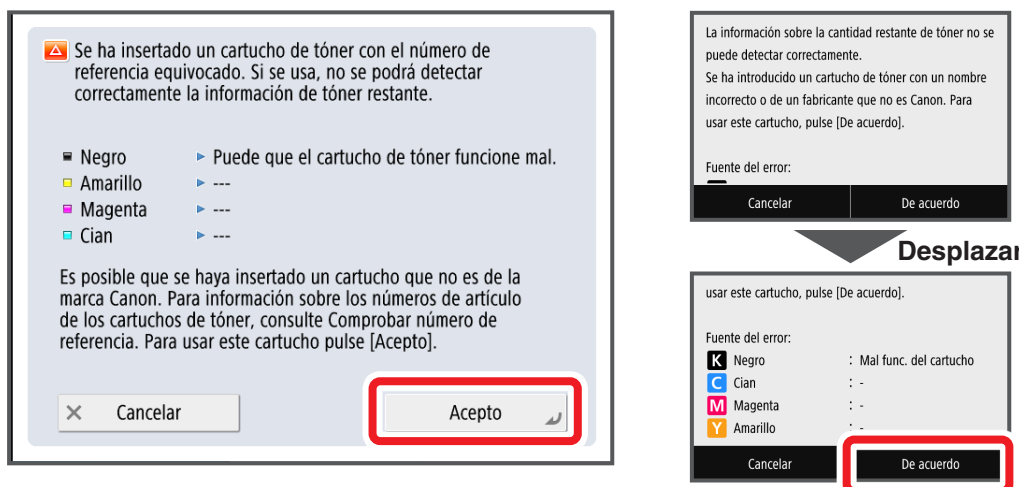 Se ha insertado un cartucho de tóner con el número de
referencia equivocado. Si se usa, no se podrá detectar
correctamente la información de tóner restante.
Negro Puede que el cartucho de tóner funcione mal.
Amarillo ---
Magenta ---
Cian ---
Es posible que se haya insertado un cartucho que no es de la
marca Canon. Para información sobre los números de artículo
de los cartuchos de tóner, consulte Comprobar número de
referencia. Para usar este cartucho pulse [Acepto].
Cancelar
Acepto
La información sobre la cantidad restante de tóner no se
puede detectar correctamente.
Se ha introducido un cartucho de tóner con un nombre
incorrecto o de un fabricante que no es Canon. Para
usar este cartucho, pulse [De acuerdo].
Fuente del error:
Cancelar
De acuerdo
Desplazar
usar este cartucho, pulse [De acuerdo].
Fuente del error:
K Negro : Mal func. del cartucho
C Cian : -
M Magenta : -
Y Amarillo : -
Cancelar
De acuerdo